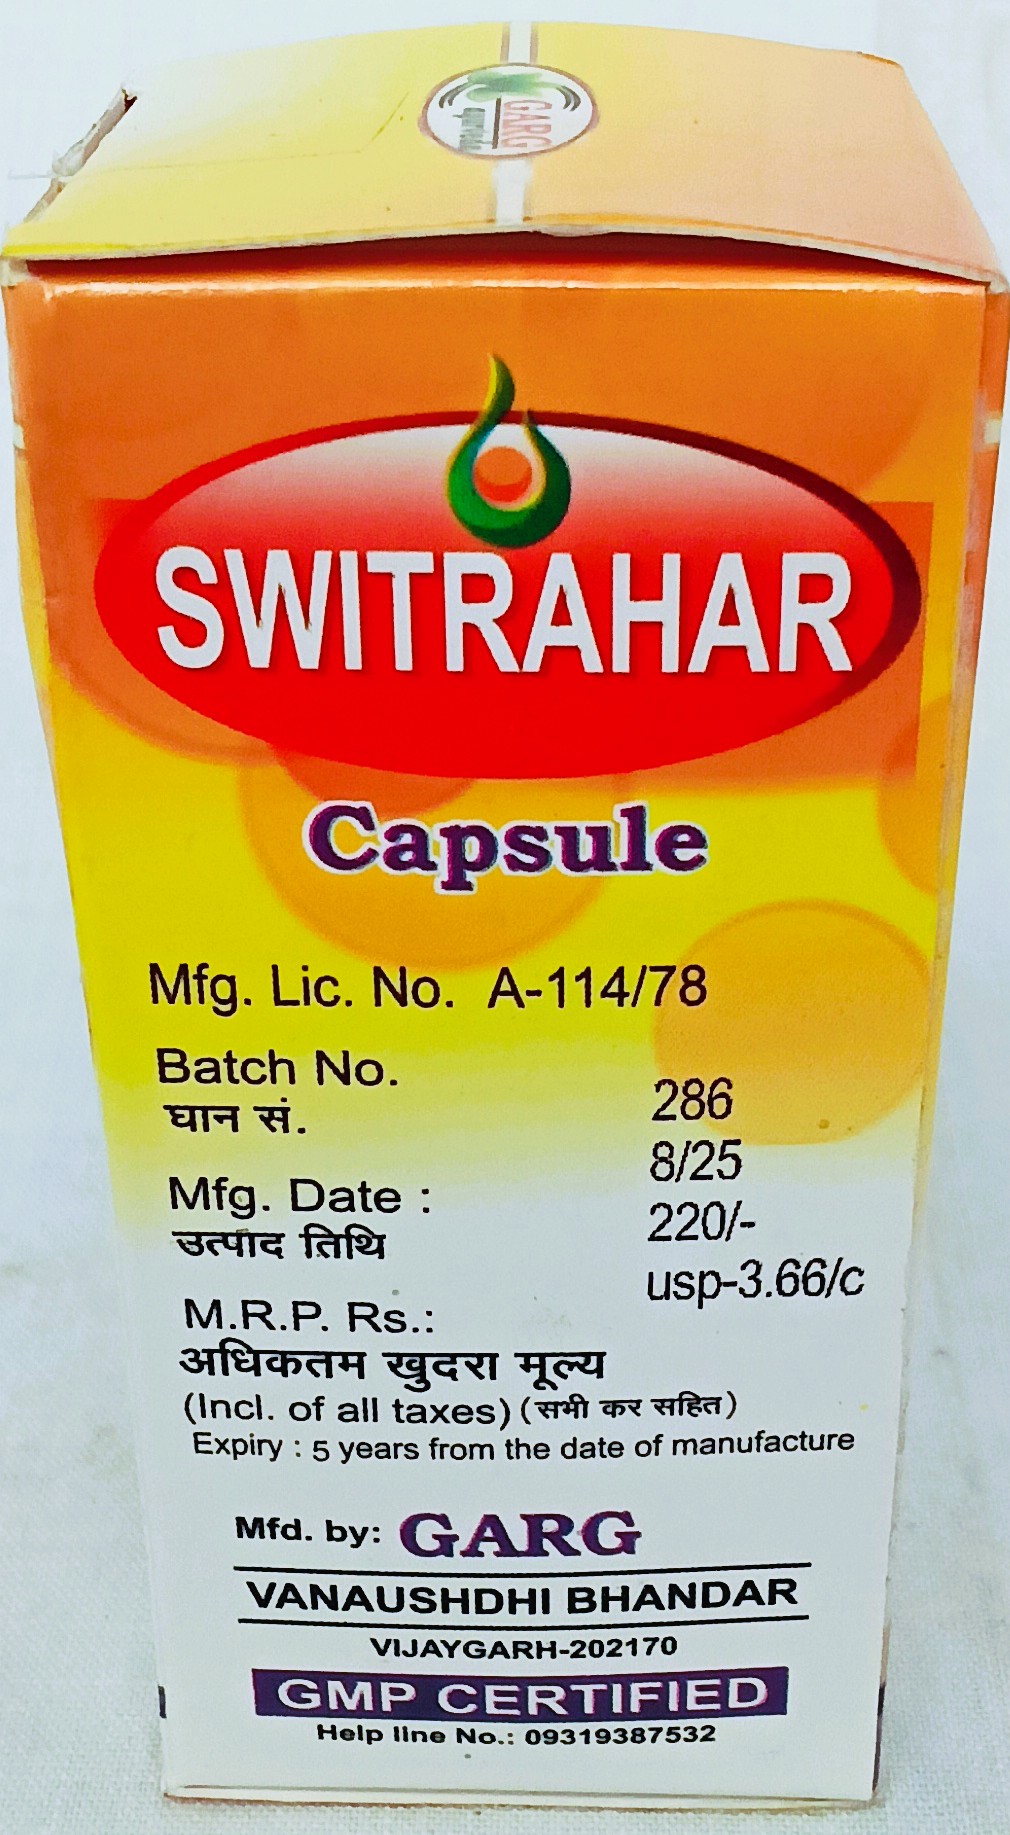 GARG
SWITRAHAR
Capsule
Mfg. Lic. No. A-114/78
Batch No.
घान सं.
286
8/25
Mfg. Date :
उत्पाद तिथि
220/-
usp-3.66/c
M.R.P. Rs.:
अधिकतम खुदरा मूल्य
(Incl. of all taxes) (सभी कर सहित)
Expiry : 5 years from the date of manufacture
Mfd. by: GARG
VANAUSHDHI BHANDAR
VIJAYGARH-202170
GMP CERTIFIED
Help line No.: 09319387532